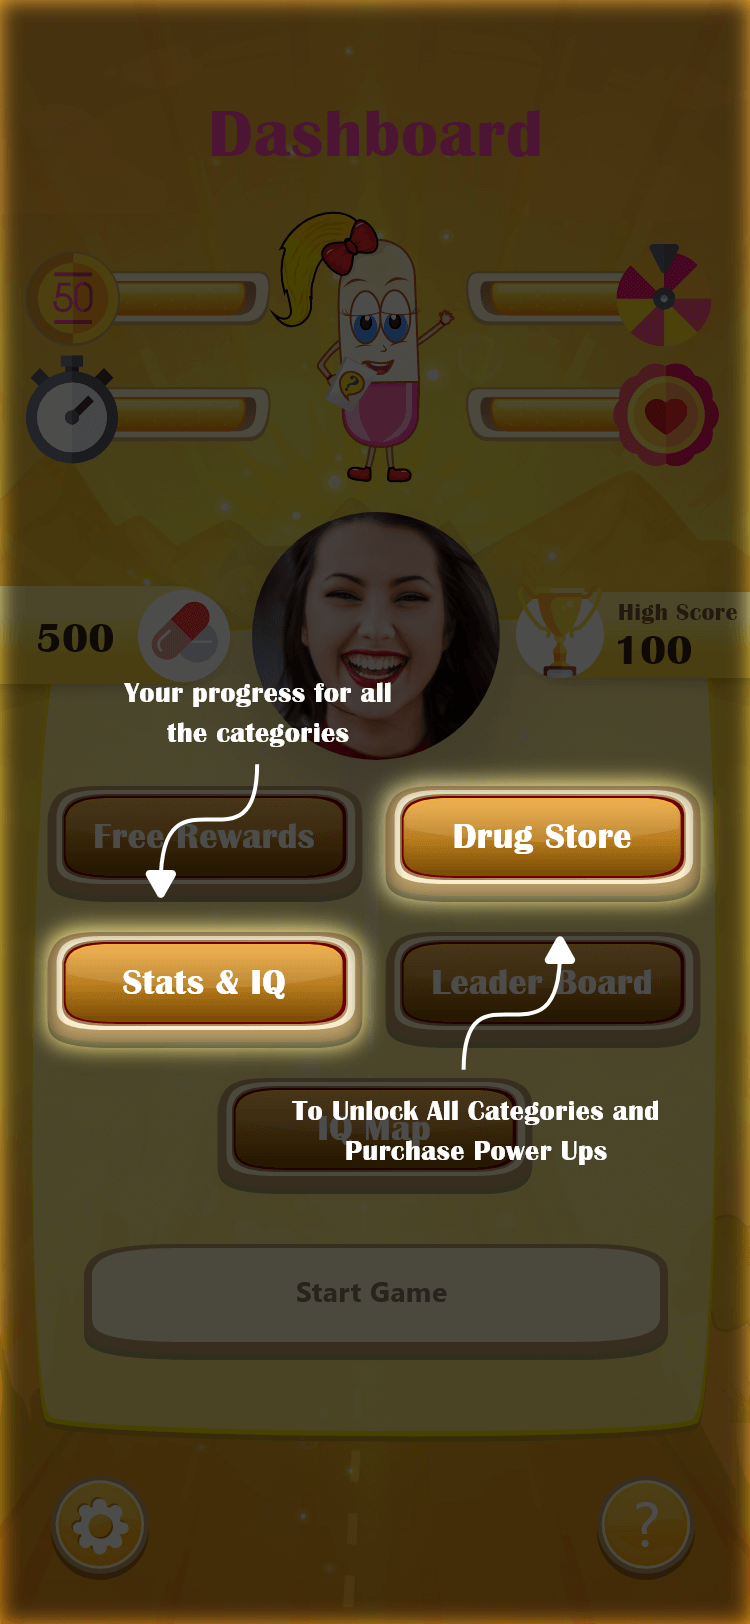 Dashboard
50
500
High Score
100
Your progress for all
the categories
Free Rewards
Drug Store
Stats & IQ
Leader Board
To Unlock All Categories and
IQ Map
Purchase Power Ups
Start Game
?